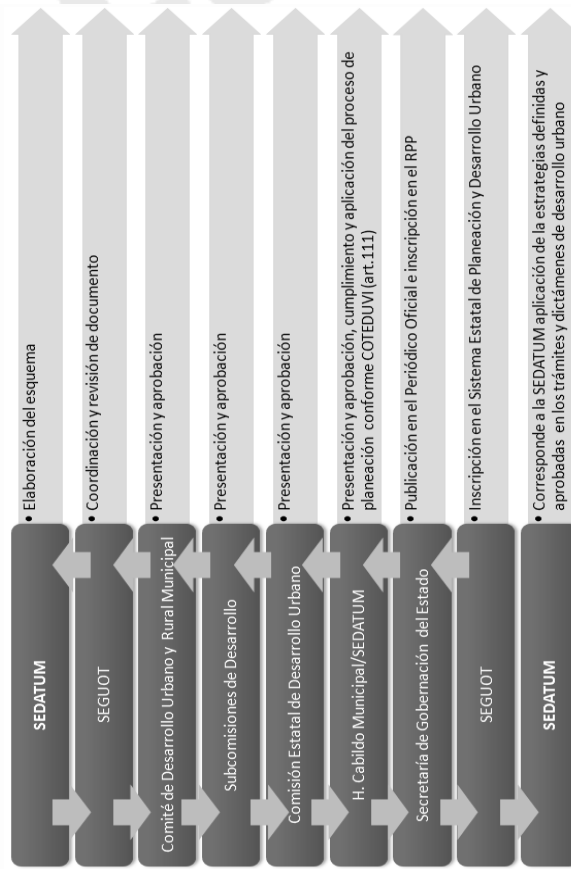 SEDATUM
• Elaboración del esquema
SEGUOT
• Coordinación y revisión de documento
Comité de Desarrollo Urbano y Rural Municipal
• Presentación y aprobación
Subcomisiones de Desarrollo
• Presentación y aprobación
Comisión Estatal de Desarrollo Urbano
• Presentación y aprobación
H. Cabildo Municipal/SEDATUM
• Presentación y aprobación, cumplimiento y aplicación del proceso de
planeación conforme COTEDUVI (art.111)
Secretaría de Gobernación del Estado
• Publicación en el Periódico Oficial e inscripción en el RPP
SEGUOT
• Inscripción en el Sistema Estatal de Planeación y Desarrollo Urbano
SEDATUM
• Corresponde a la SEDATUM aplicación de la estrategias definidas y
aprobadas en los trámites y dictámenes de desarrollo urbano